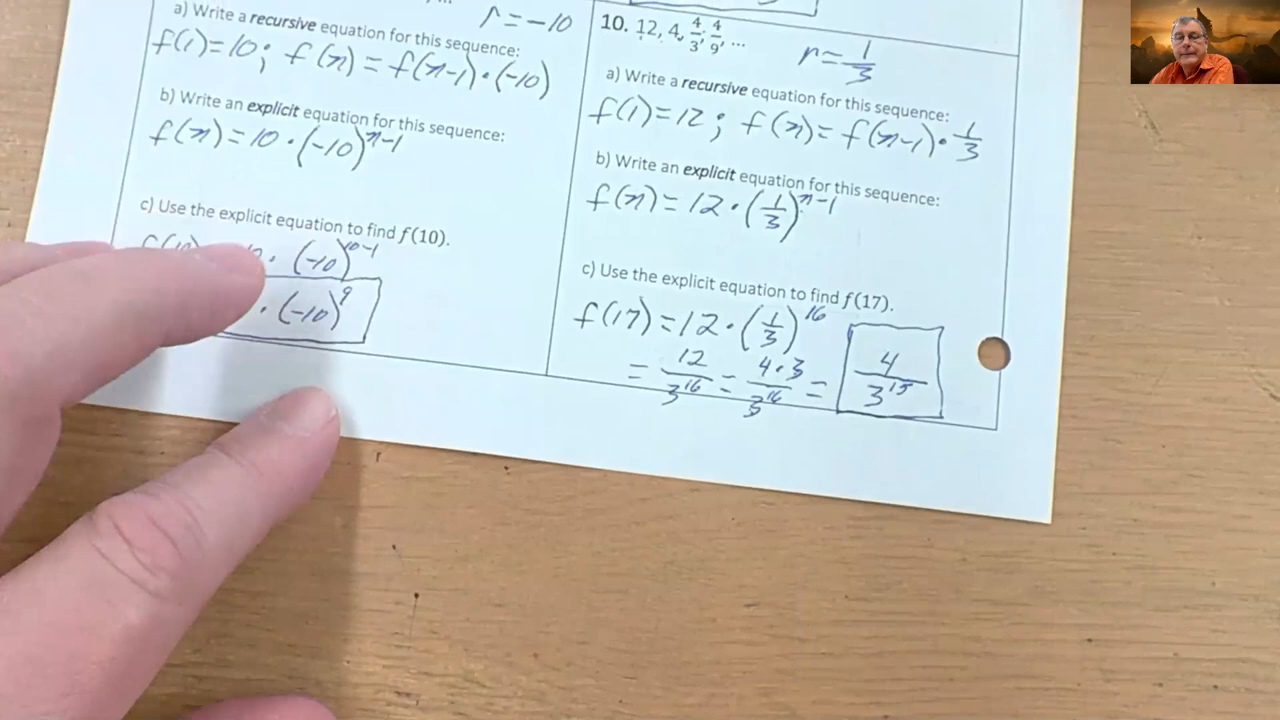 r = -10
a) Write a recursive equation for this sequence:
f(1) = 10; f(n) = f(n-1)·(-10)
b) Write an explicit equation for this sequence:
f(n) = 10·(-10)^{n-1}
c) Use the explicit equation to find f(10).
· (-10)^{10-1}
· (-10)^9
10. 12, 4, 4/3, 4/9, ...
r = 1/3
a) Write a recursive equation for this sequence:
f(1) = 12; f(n) = f(n-1)· 1/3
b) Write an explicit equation for this sequence:
f(n) = 12·(1/3)^{n-1}
c) Use the explicit equation to find f(17).
f(17) = 12·(1/3)^{16}
= 12/3^{16} = 4·3/3^{16} = 4/3^{15}